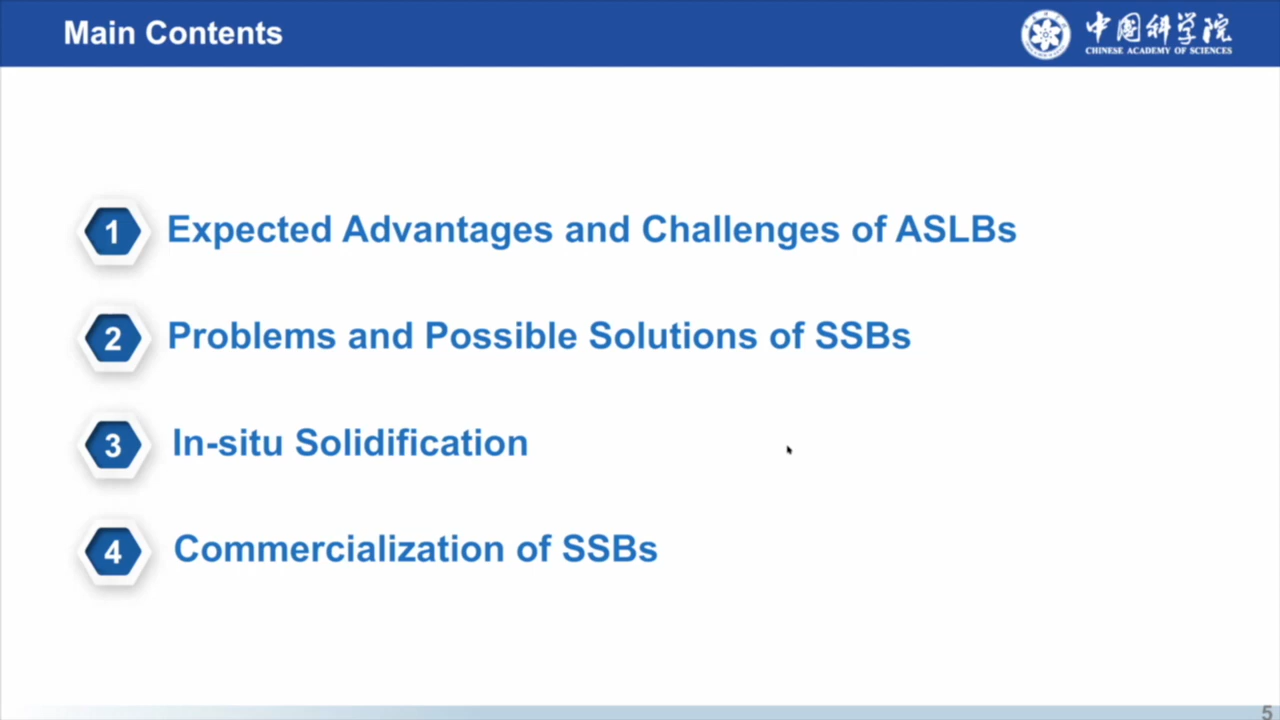 Main Contents
中国科学院
CHINESE ACADEMY OF SCIENCES
1 Expected Advantages and Challenges of ASLBs
2 Problems and Possible Solutions of SSBs
3 In-situ Solidification
4 Commercialization of SSBs
5